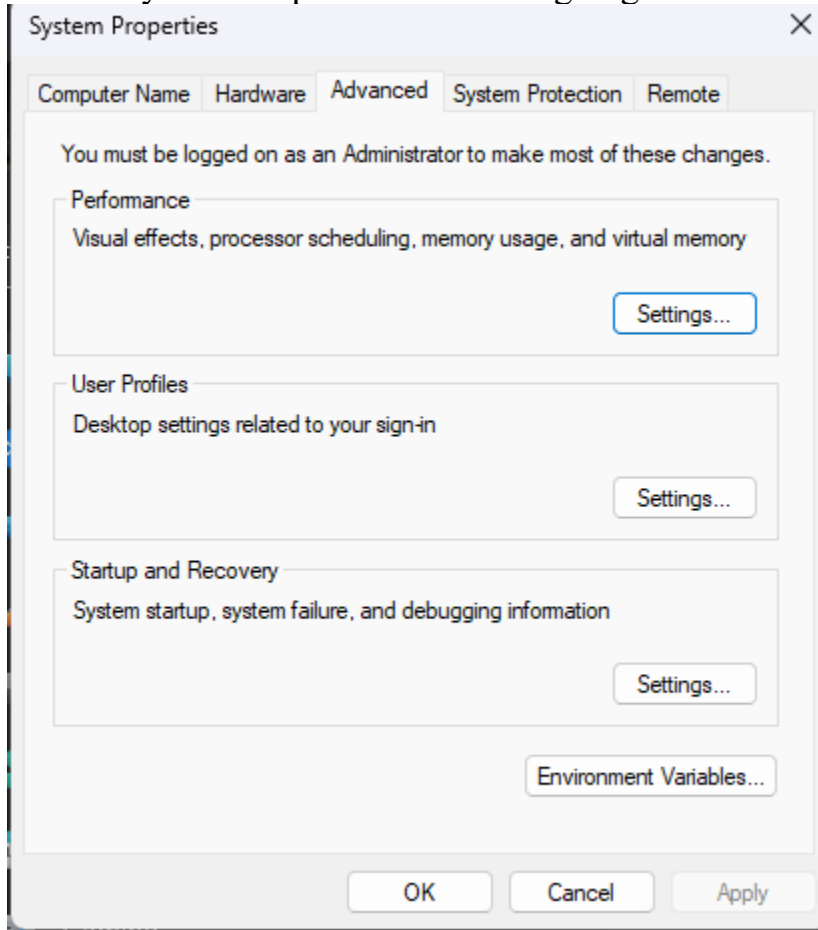 System Properties
Computer Name Hardware Advanced System Protection Remote
You must be logged on as an Administrator to make most of these changes.
Performance
Visual effects, processor scheduling, memory usage, and virtual memory
Settings...
User Profiles
Desktop settings related to your sign-in
Settings...
Startup and Recovery
System startup, system failure, and debugging information
Settings...
Environment Variables...
OK Cancel Apply